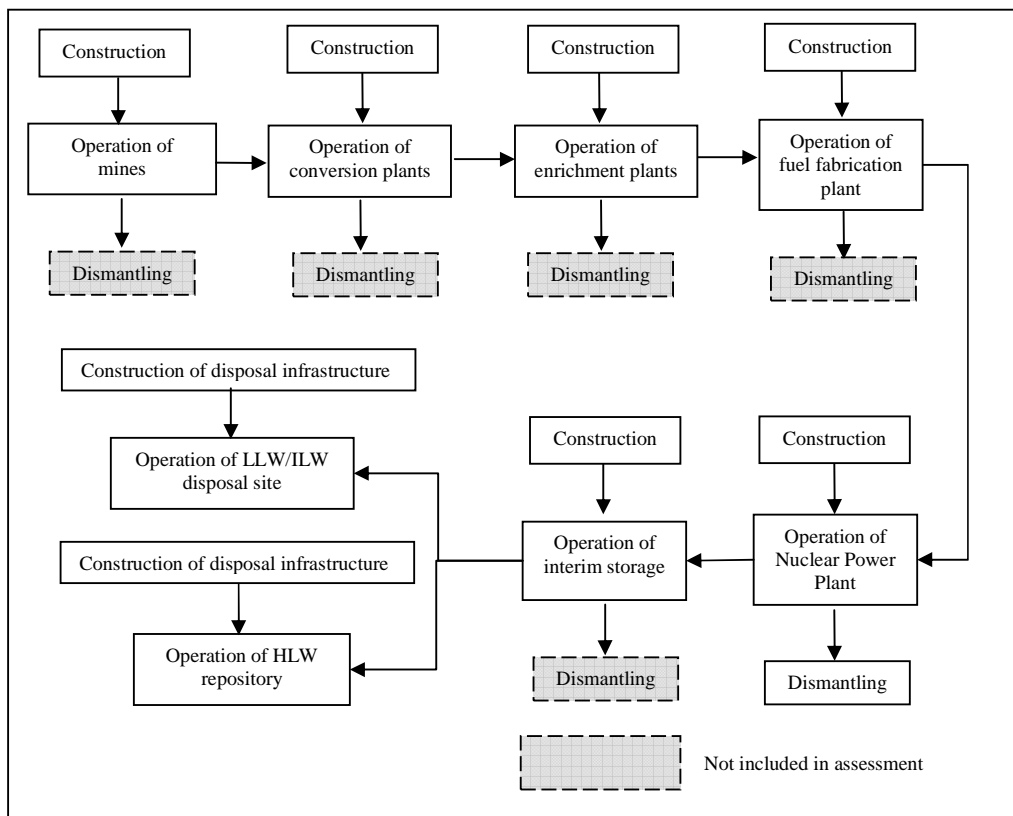 Construction
Construction
Construction
Construction
Operation of
mines
Operation of
conversion plants
Operation of
enrichment plants
Operation of
fuel fabrication
plant
Dismantling
Dismantling
Dismantling
Dismantling
Construction of disposal infrastructure
Operation of LLW/ILW
disposal site
Construction of disposal infrastructure
Operation of HLW
repository
Construction
Construction
Operation of
interim storage
Operation of
Nuclear Power
Plant
Dismantling
Dismantling
Not included in assessment